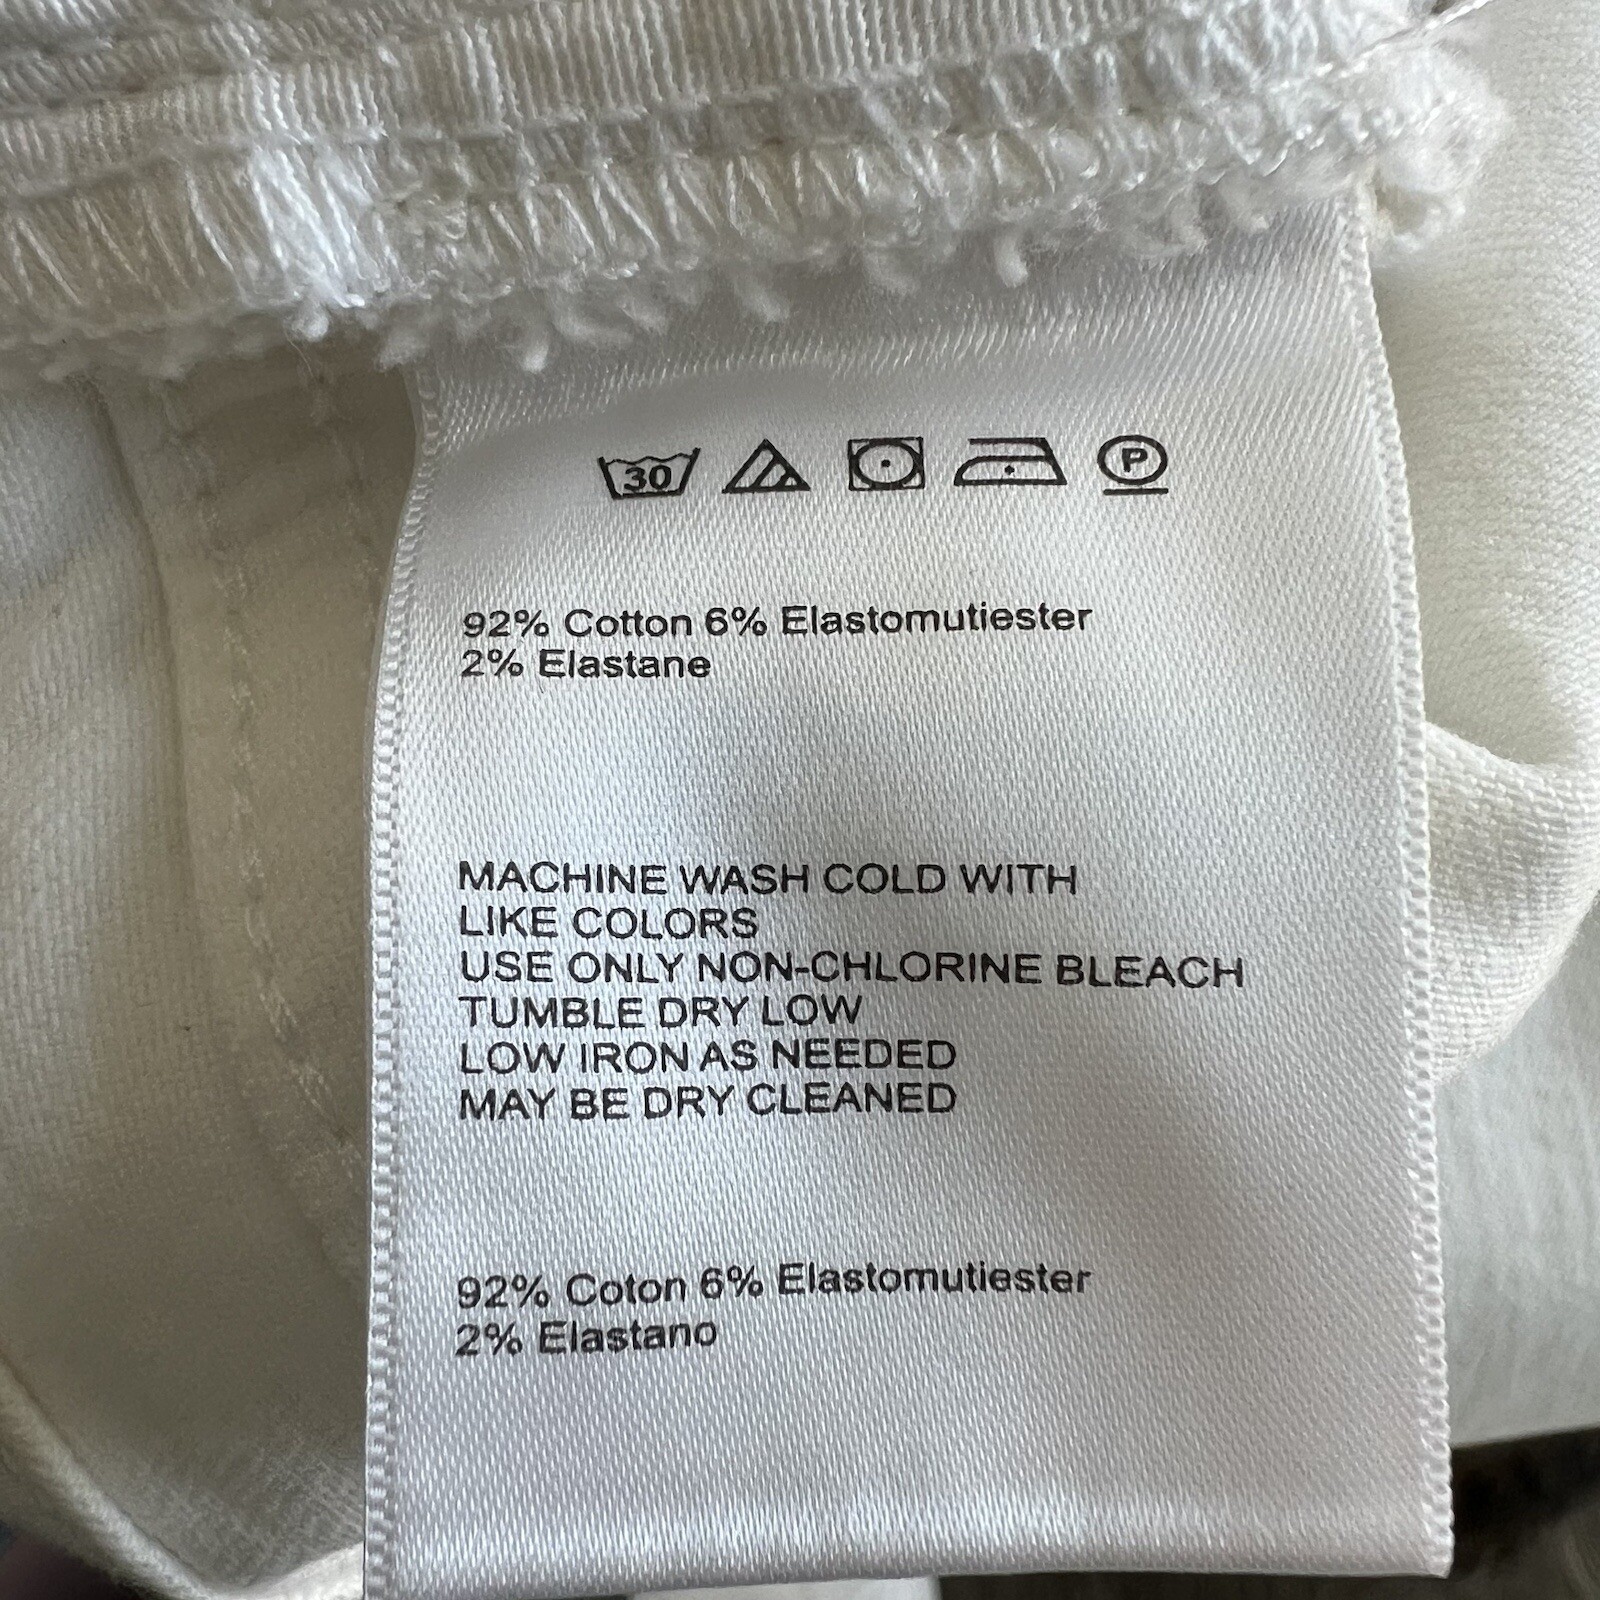 30 P
92% Cotton 6% Elastomutiester
2% Elastane
MACHINE WASH COLD WITH
LIKE COLORS
USE ONLY NON-CHLORINE BLEACH
TUMBLE DRY LOW
LOW IRON AS NEEDED
MAY BE DRY CLEANED
92% Coton 6% Elastomutiester
2% Elastano